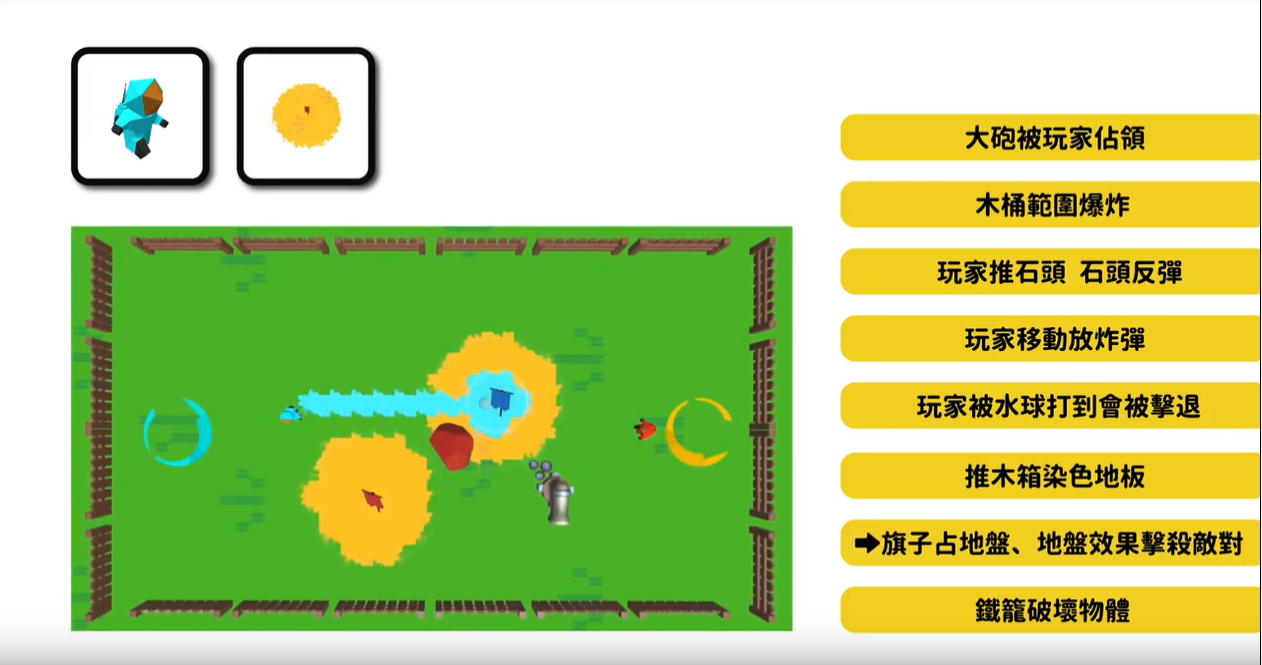 大砲被玩家佔領
木桶範圍爆炸
玩家推石頭 石頭反彈
玩家移動放炸彈
玩家被水球打到會被擊退
推木箱染色地板
➡旗子占地盤、地盤效果擊殺敵對
鐵籠破壞物體